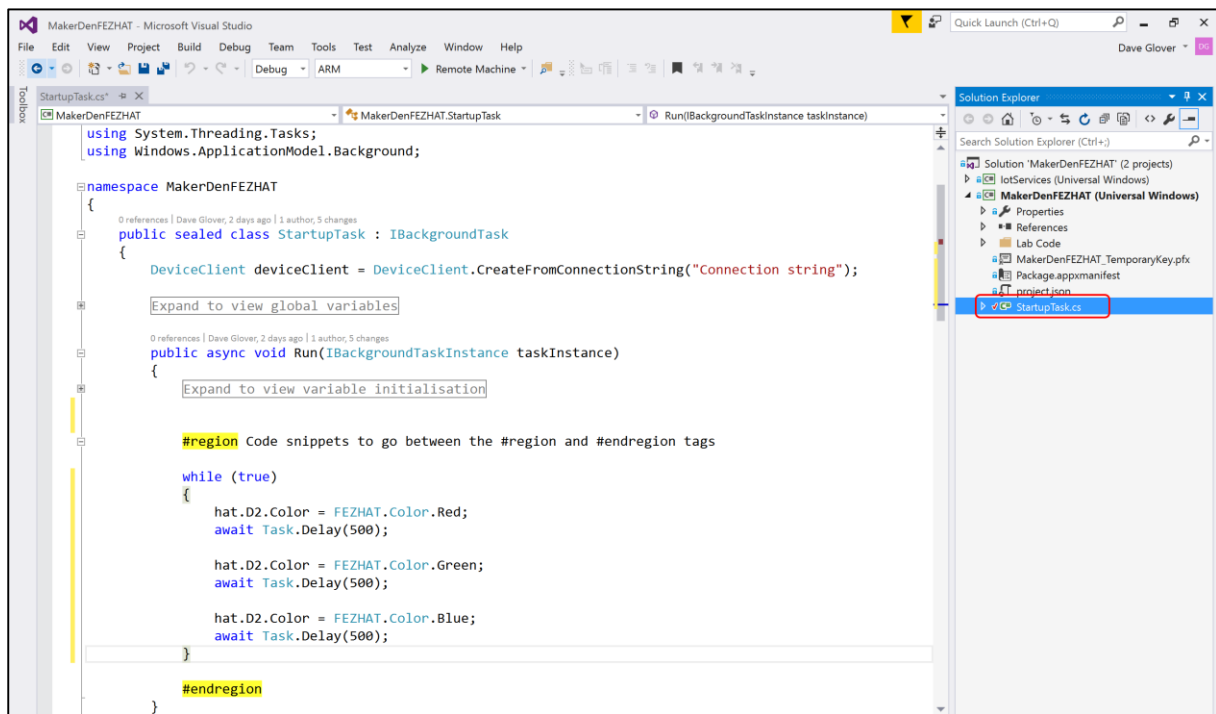 MakerDenFEZHAT - Microsoft Visual Studio
Quick Launch (Ctrl+Q)
File Edit View Project Build Debug Team Tools Test Analyze Window Help
Dave Glover
DG
Debug ARM Remote Machine
Toolbox
StartupTask.cs*
MakerDenFEZHAT MakerDenFEZHAT.StartupTask Run(IBackgroundTaskInstance taskInstance)
using System.Threading.Tasks;
using Windows.ApplicationModel.Background;
namespace MakerDenFEZHAT
{
0 references | Dave Glover, 2 days ago | 1 author, 5 changes
public sealed class StartupTask : IBackgroundTask
{
DeviceClient deviceClient = DeviceClient.CreateFromConnectionString("Connection string");
Expand to view global variables
0 references | Dave Glover, 2 days ago | 1 author, 5 changes
public async void Run(IBackgroundTaskInstance taskInstance)
{
Expand to view variable initialisation
#region Code snippets to go between the #region and #endregion tags
while (true)
{
hat.D2.Color = FEZHAT.Color.Red;
await Task.Delay(500);
hat.D2.Color = FEZHAT.Color.Green;
await Task.Delay(500);
hat.D2.Color = FEZHAT.Color.Blue;
await Task.Delay(500);
}
#endregion
}
Solution Explorer
Search Solution Explorer (Ctrl+;)
Solution 'MakerDenFEZHAT' (2 projects)
C# IotServices (Universal Windows)
C# MakerDenFEZHAT (Universal Windows)
Properties
References
Lab Code
MakerDenFEZHAT_TemporaryKey.pfx
Package.appxmanifest
project.json
C# StartupTask.cs